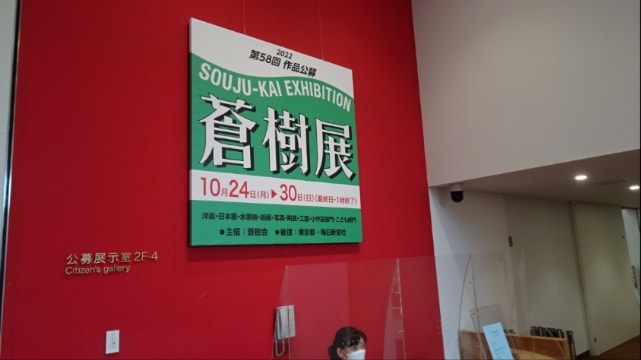 2022
第58回 作品公募
SOUJU-KAI EXHIBITION
蒼樹展
10月24日(月)▶30日(日)(最終日・1時終了)
洋画・日本画・水墨画・版画・写真・陶芸・工芸・小作品部門・こども部門
●主催:蒼樹会 ●後援:東京都・毎日新聞社
公募展示室 2F-4
Citizen's gallery